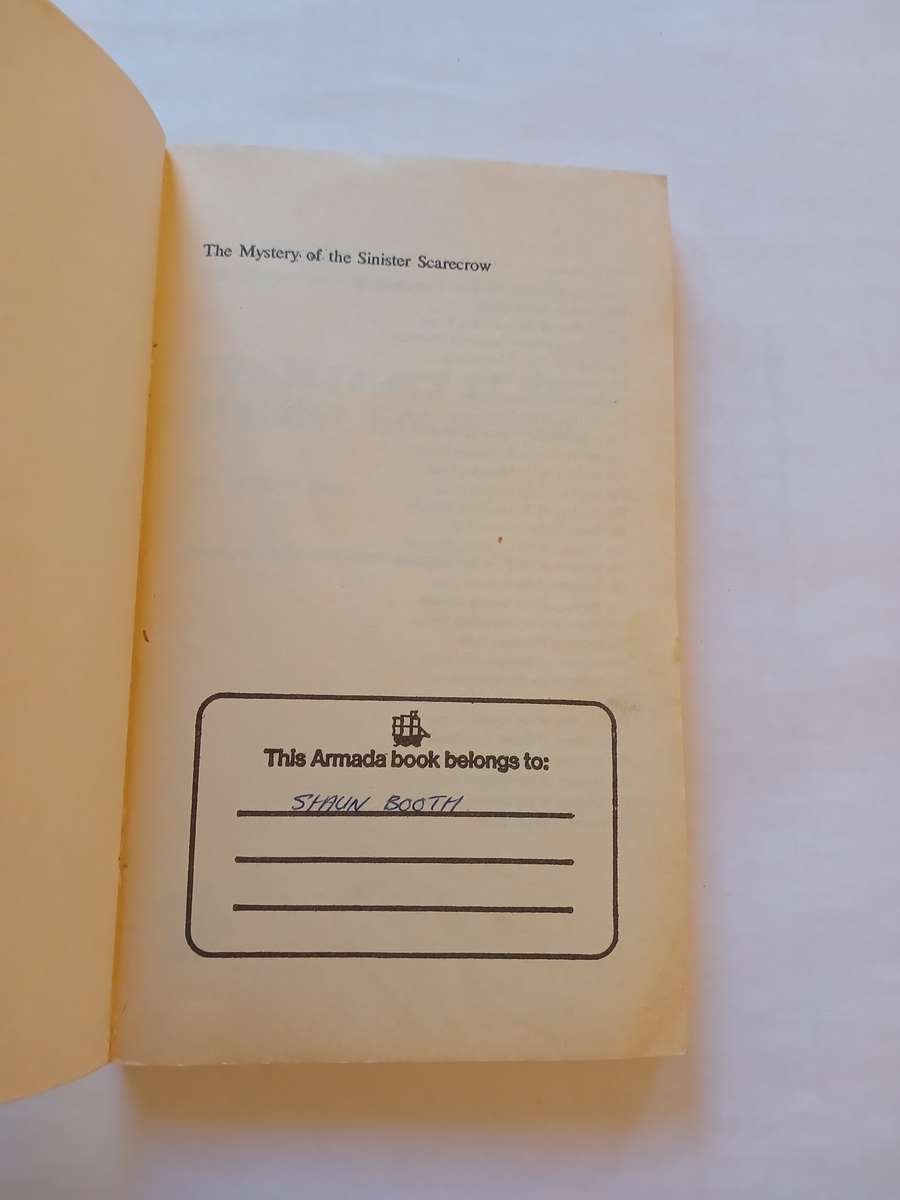 The Mystery of the Sinister Scarecrow
This Armada book belongs to:
SHAUN BOOTH